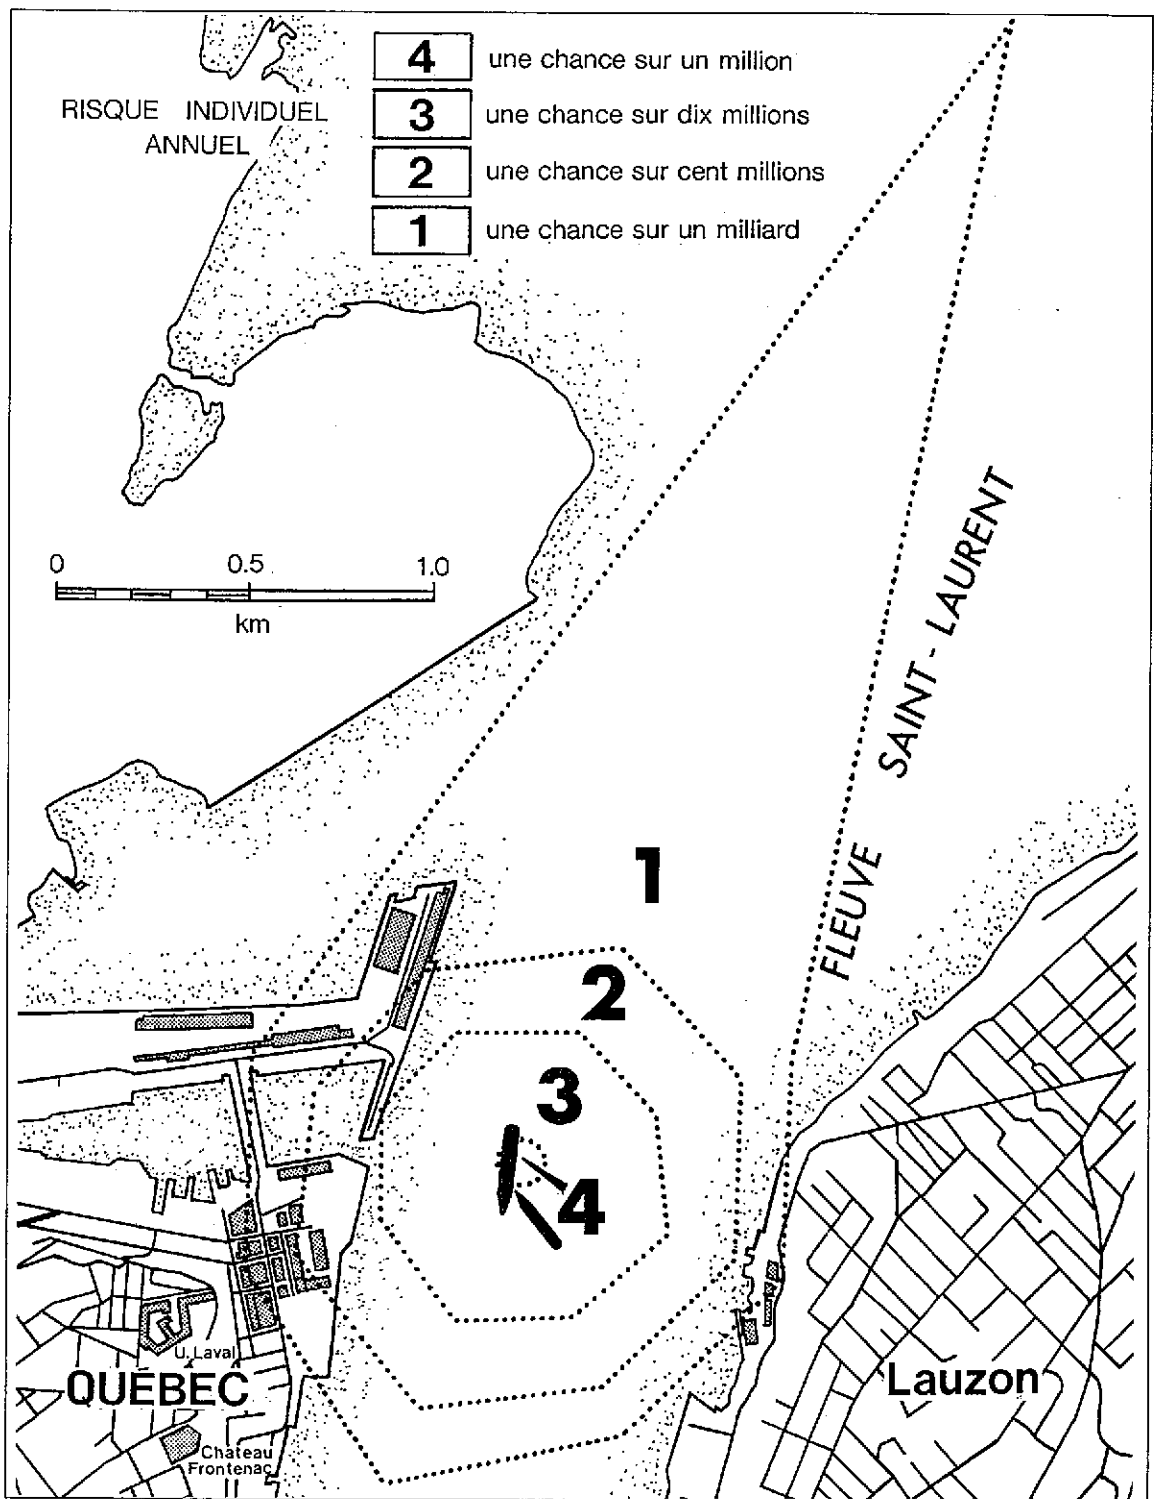 4 une chance sur un million
RISQUE INDIVIDUEL
ANNUEL
3 une chance sur dix millions
2 une chance sur cent millions
1 une chance sur un milliard
0 0.5 1.0
km
FLEUVE SAINT-LAURENT
1
2
3
4
U. Laval
QUÉBEC
Lauzon
Château
Frontenac